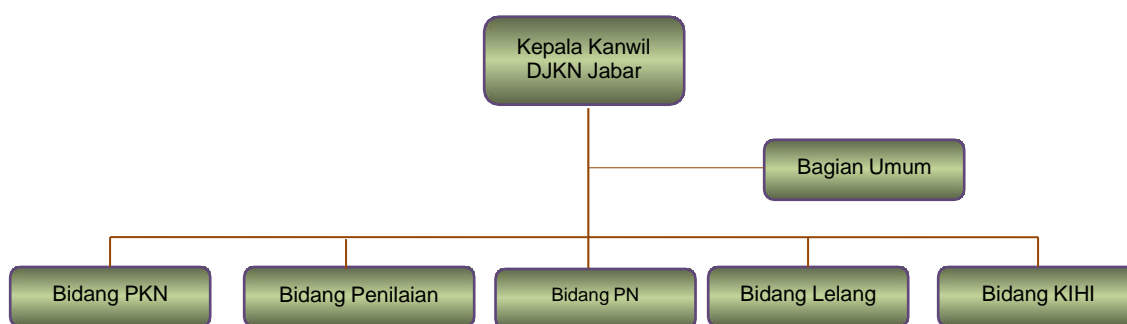 Kepala Kanwil
DJKN Jabar
Bagian Umum
Bidang PKN
Bidang Penilaian
Bidang PN
Bidang Lelang
Bidang KIHI